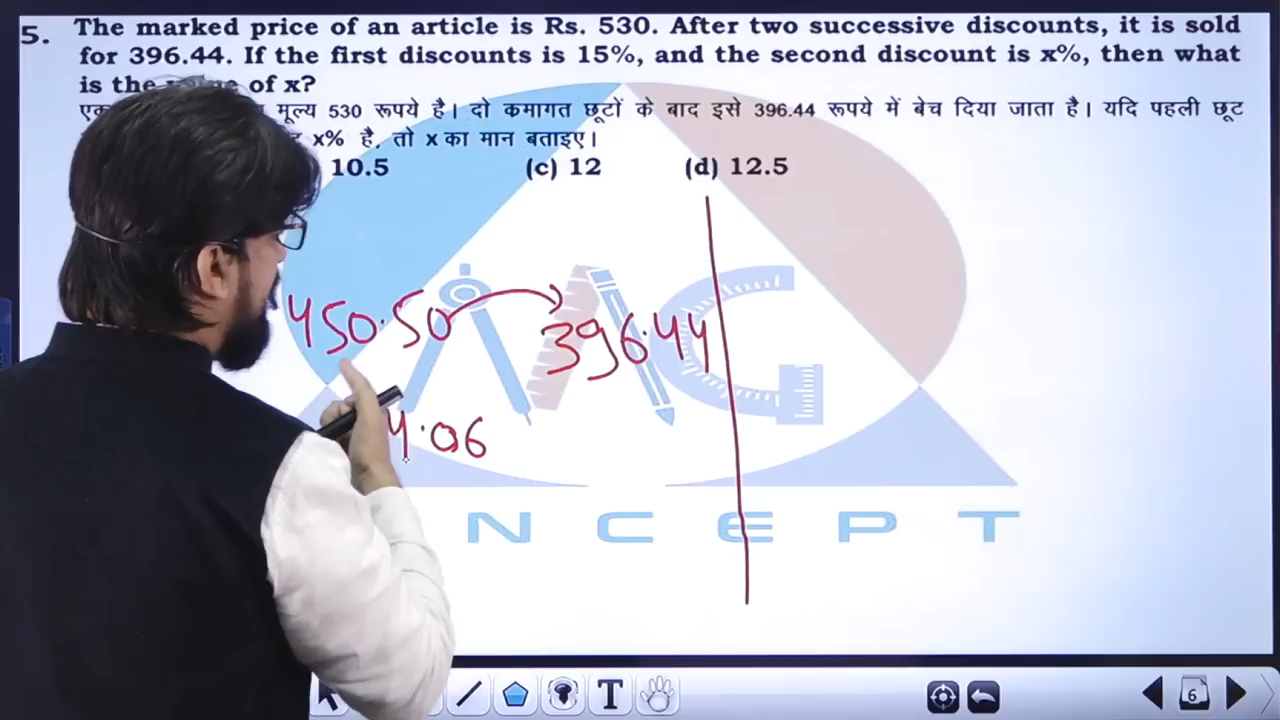 5. The marked price of an article is Rs. 530. After two successive discounts, it is sold
for 396.44. If the first discounts is 15%, and the second discount is x%, then what
is the of x?
मूल्य 530 रूपये है। दो कमागत छूटों के बाद इसे 396.44 रूपये में बेच दिया जाता है। यदि पहली छूट
x% है, तो x का मान बताइए।
10.5 (c) 12 (d) 12.5
450.50 396.44
4.06
NCEPT
T
6